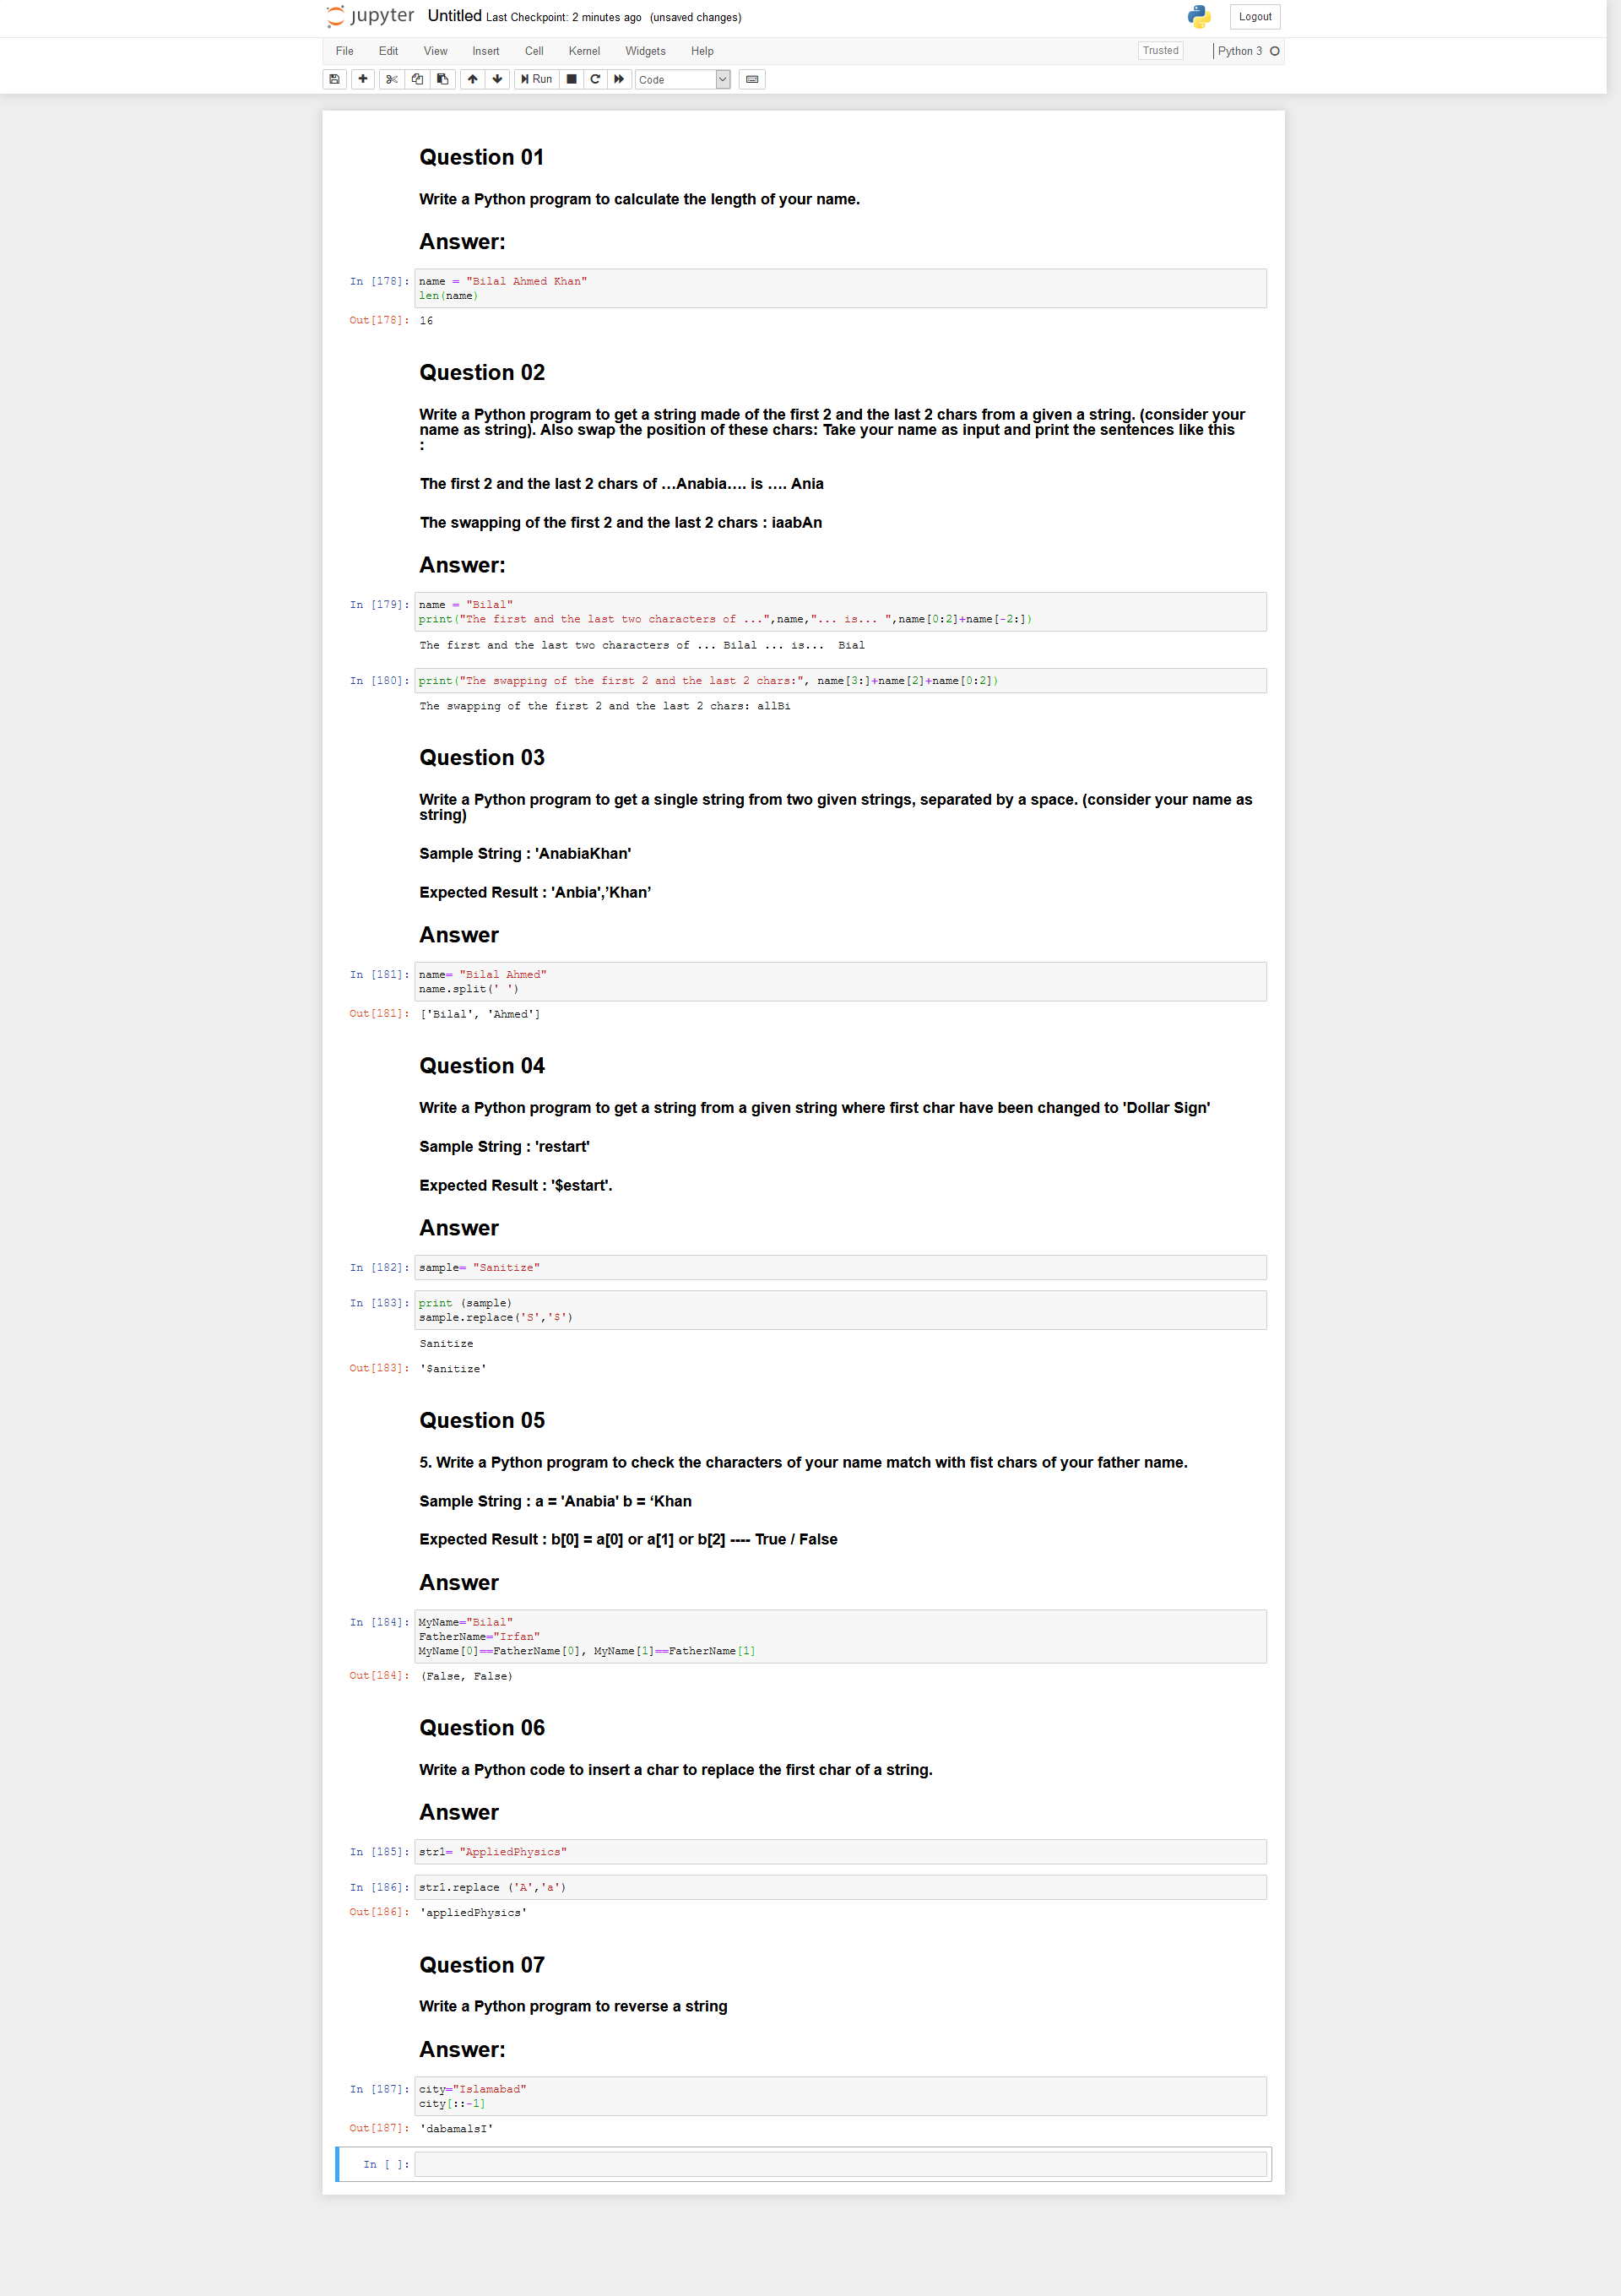 jupyter Untitled Last Checkpoint: 2 minutes ago (unsaved changes) Logout
File Edit View Insert Cell Kernel Widgets Help Trusted Python 3
Run Code
Question 01
Write a Python program to calculate the length of your name.
Answer:
In [178]: name = "Bilal Ahmed Khan"
len(name)
Out[178]: 16
Question 02
Write a Python program to get a string made of the first 2 and the last 2 chars from a given a string. (consider your
name as string). Also swap the position of these chars: Take your name as input and print the sentences like this
:
The first 2 and the last 2 chars of …Anabia…. is …. Ania
The swapping of the first 2 and the last 2 chars : iaabAn
Answer:
In [179]: name = "Bilal"
print("The first and the last two characters of ...",name,"... is... ",name[0:2]+name[-2:])
The first and the last two characters of ... Bilal ... is...  Bial
In [180]: print("The swapping of the first 2 and the last 2 chars:", name[3:]+name[2]+name[0:2])
The swapping of the first 2 and the last 2 chars: allBi
Question 03
Write a Python program to get a single string from two given strings, separated by a space. (consider your name as
string)
Sample String : 'AnabiaKhan'
Expected Result : 'Anbia',’Khan’
Answer
In [181]: name= "Bilal Ahmed"
name.split(' ')
Out[181]: ['Bilal', 'Ahmed']
Question 04
Write a Python program to get a string from a given string where first char have been changed to 'Dollar Sign'
Sample String : 'restart'
Expected Result : '$estart'.
Answer
In [182]: sample= "Sanitize"
In [183]: print (sample)
sample.replace('S','$')
Sanitize
Out[183]: '$anitize'
Question 05
5. Write a Python program to check the characters of your name match with fist chars of your father name.
Sample String : a = 'Anabia' b = ‘Khan
Expected Result : b[0] = a[0] or a[1] or b[2] ---- True / False
Answer
In [184]: MyName="Bilal"
FatherName="Irfan"
MyName[0]==FatherName[0], MyName[1]==FatherName[1]
Out[184]: (False, False)
Question 06
Write a Python code to insert a char to replace the first char of a string.
Answer
In [185]: str1= "AppliedPhysics"
In [186]: str1.replace ('A','a')
Out[186]: 'appliedPhysics'
Question 07
Write a Python program to reverse a string
Answer:
In [187]: city="Islamabad"
city[::-1]
Out[187]: 'dabamalsI'
In [ ]: